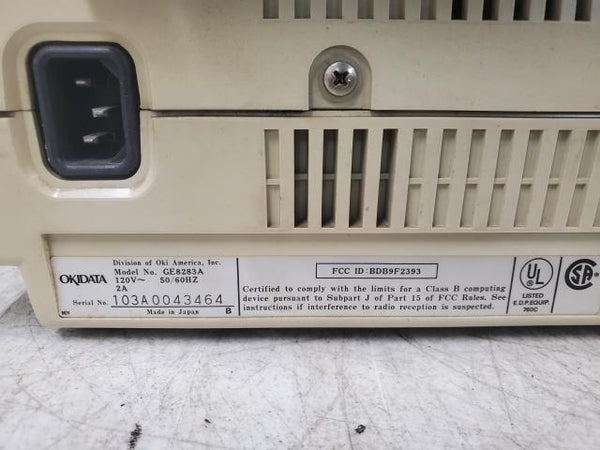 OKIDATA
Division of Oki America, Inc.
Model No. GE8283A
120V~ 50/60HZ
2A
Serial No. 103A0043464
Made in Japan B
FCC ID:BDB9F2393
Certified to comply with the limits for a Class B computing
device pursuant to Subpart J of Part 15 of FCC Rules. See
instructions if interference to radio reception is suspected.
UL
LISTED
E.D.P. EQUIP.
760C
SA